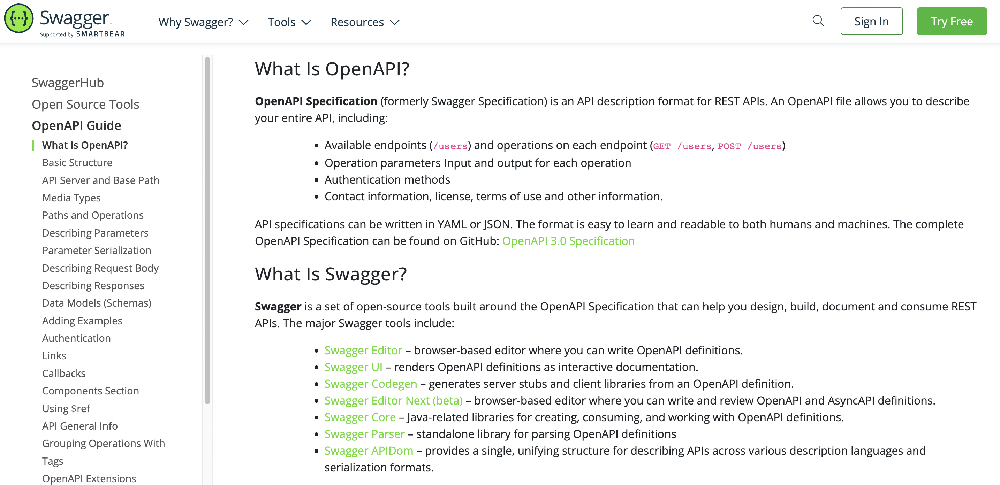 {···} Swagger™
Supported by SMARTBEAR
Why Swagger?
Tools
Resources
Sign In
Try Free
SwaggerHub
Open Source Tools
OpenAPI Guide
What Is OpenAPI?
Basic Structure
API Server and Base Path
Media Types
Paths and Operations
Describing Parameters
Parameter Serialization
Describing Request Body
Describing Responses
Data Models (Schemas)
Adding Examples
Authentication
Links
Callbacks
Components Section
Using $ref
API General Info
Grouping Operations With
Tags
OpenAPI Extensions
What Is OpenAPI?
OpenAPI Specification (formerly Swagger Specification) is an API description format for REST APIs. An OpenAPI file allows you to describe
your entire API, including:
• Available endpoints (/users) and operations on each endpoint (GET /users, POST /users)
• Operation parameters Input and output for each operation
• Authentication methods
• Contact information, license, terms of use and other information.
API specifications can be written in YAML or JSON. The format is easy to learn and readable to both humans and machines. The complete
OpenAPI Specification can be found on GitHub: OpenAPI 3.0 Specification
What Is Swagger?
Swagger is a set of open-source tools built around the OpenAPI Specification that can help you design, build, document and consume REST
APIs. The major Swagger tools include:
• Swagger Editor – browser-based editor where you can write OpenAPI definitions.
• Swagger UI – renders OpenAPI definitions as interactive documentation.
• Swagger Codegen – generates server stubs and client libraries from an OpenAPI definition.
• Swagger Editor Next (beta) – browser-based editor where you can write and review OpenAPI and AsyncAPI definitions.
• Swagger Core – Java-related libraries for creating, consuming, and working with OpenAPI definitions.
• Swagger Parser – standalone library for parsing OpenAPI definitions
• Swagger APIDom – provides a single, unifying structure for describing APIs across various description languages and
serialization formats.